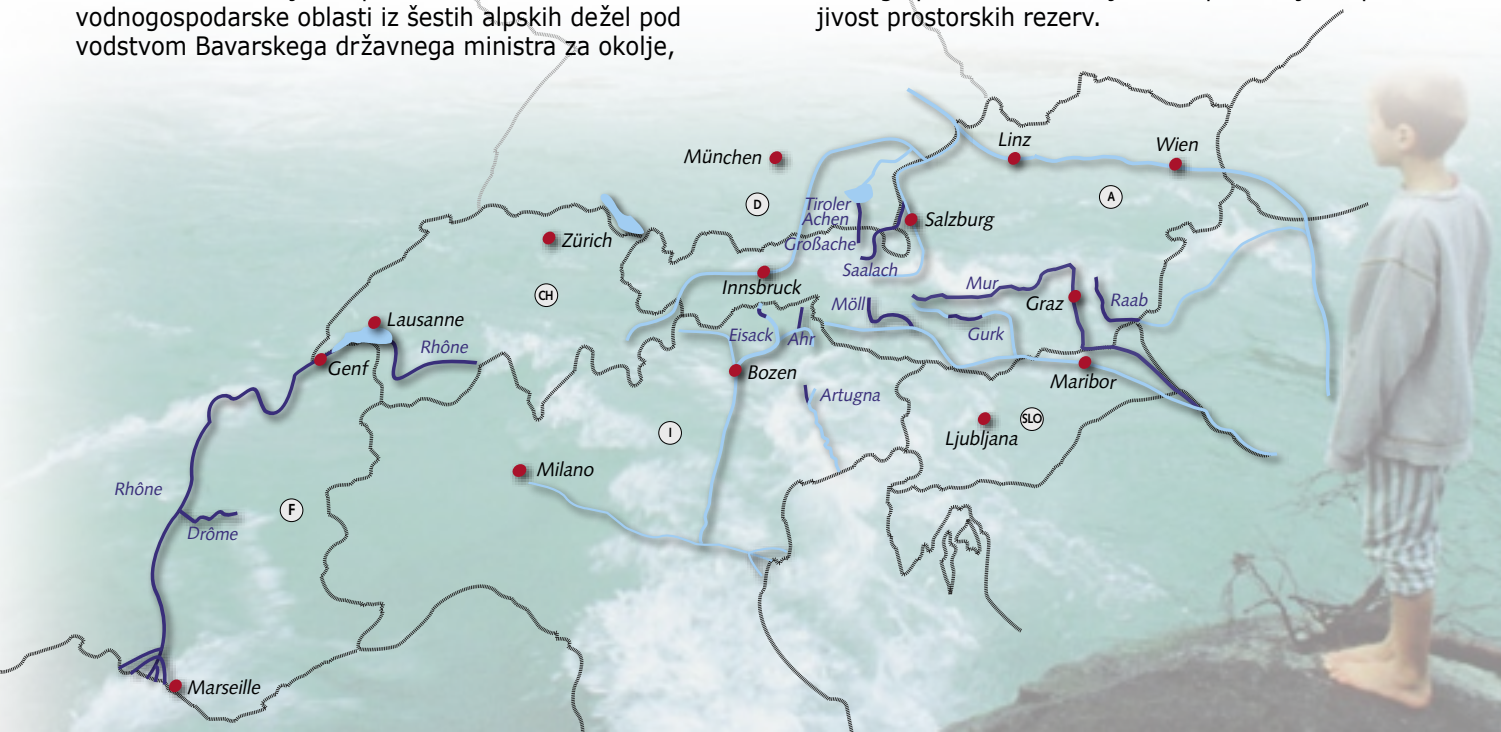 vodnogospodarske oblasti iz šestih alpskih dežel pod
vodstvom Bavarskega državnega ministra za okolje,
jivost prostorskih rezerv.
Linz
Wien
München
D
A
Tiroler
Achen
Salzburg
Zürich
Großache
Saalach
Innsbruck
CH
Mur
Möll
Graz
Raab
Lausanne
Eisack
Ahr
Gurk
Rhône
Genf
Bozen
Maribor
Artugna
SLO
I
Ljubljana
Milano
Rhône
F
Drôme
Marseille